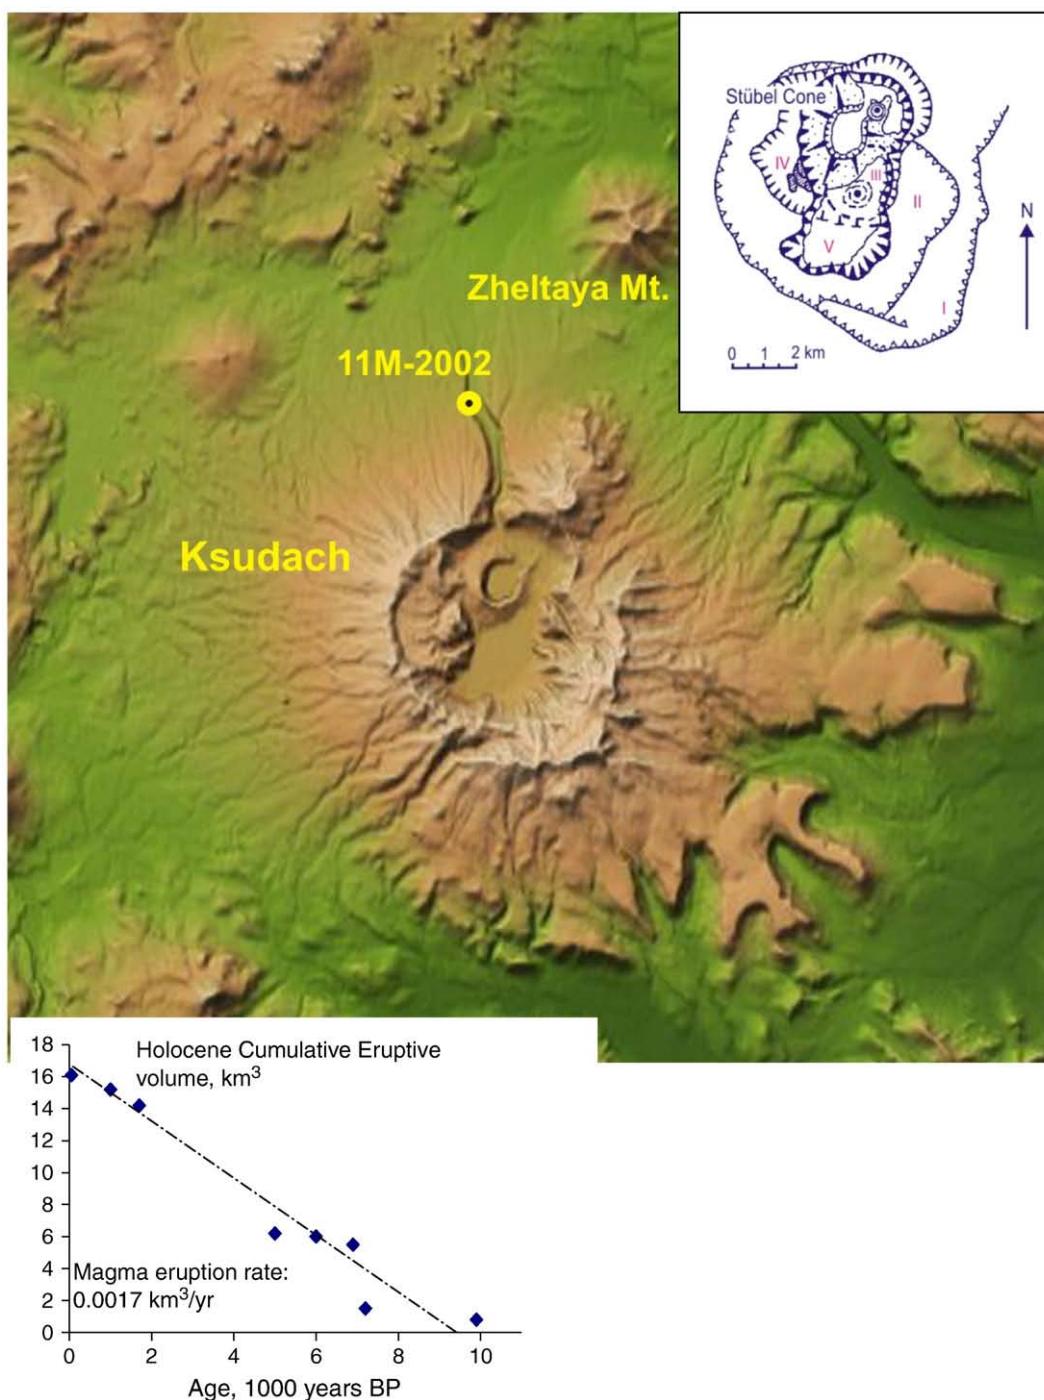 Stübel Cone
IV
III
II
V
I
N
0 1 2 km
Zheltaya Mt.
11M-2002
Ksudach
Holocene Cumulative Eruptive
volume, km³
18
16
14
12
10
8
6
4
2
0
Magma eruption rate:
0.0017 km³/yr
0 2 4 6 8 10
Age, 1000 years BP